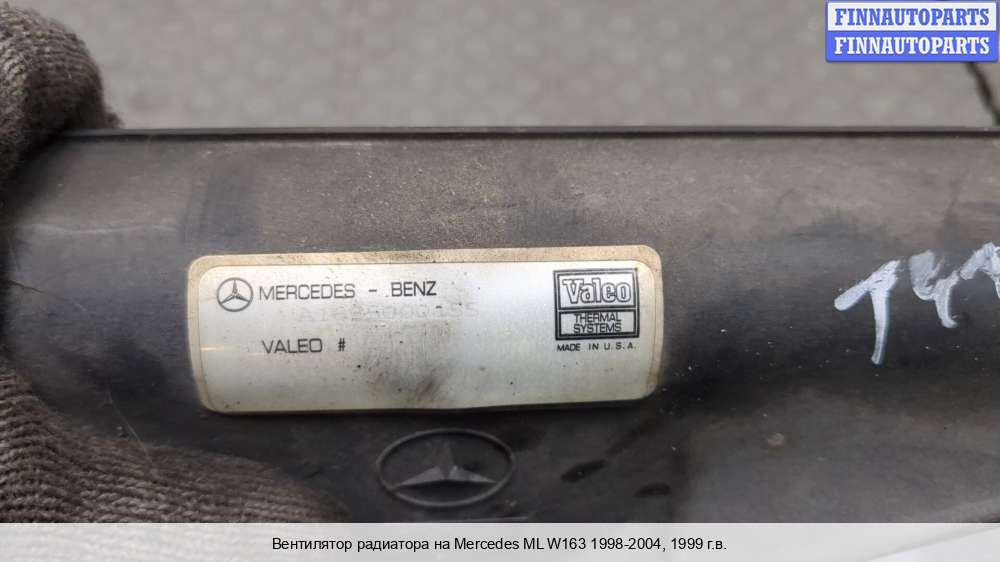 FINNAUTOPARTS
FINNAUTOPARTS
MERCEDES - BENZ
VALEO #
Valeo
THERMAL
SYSTEMS
MADE IN U.S.A.
Вентилятор радиатора на Mercedes ML W163 1998-2004, 1999 г.в.